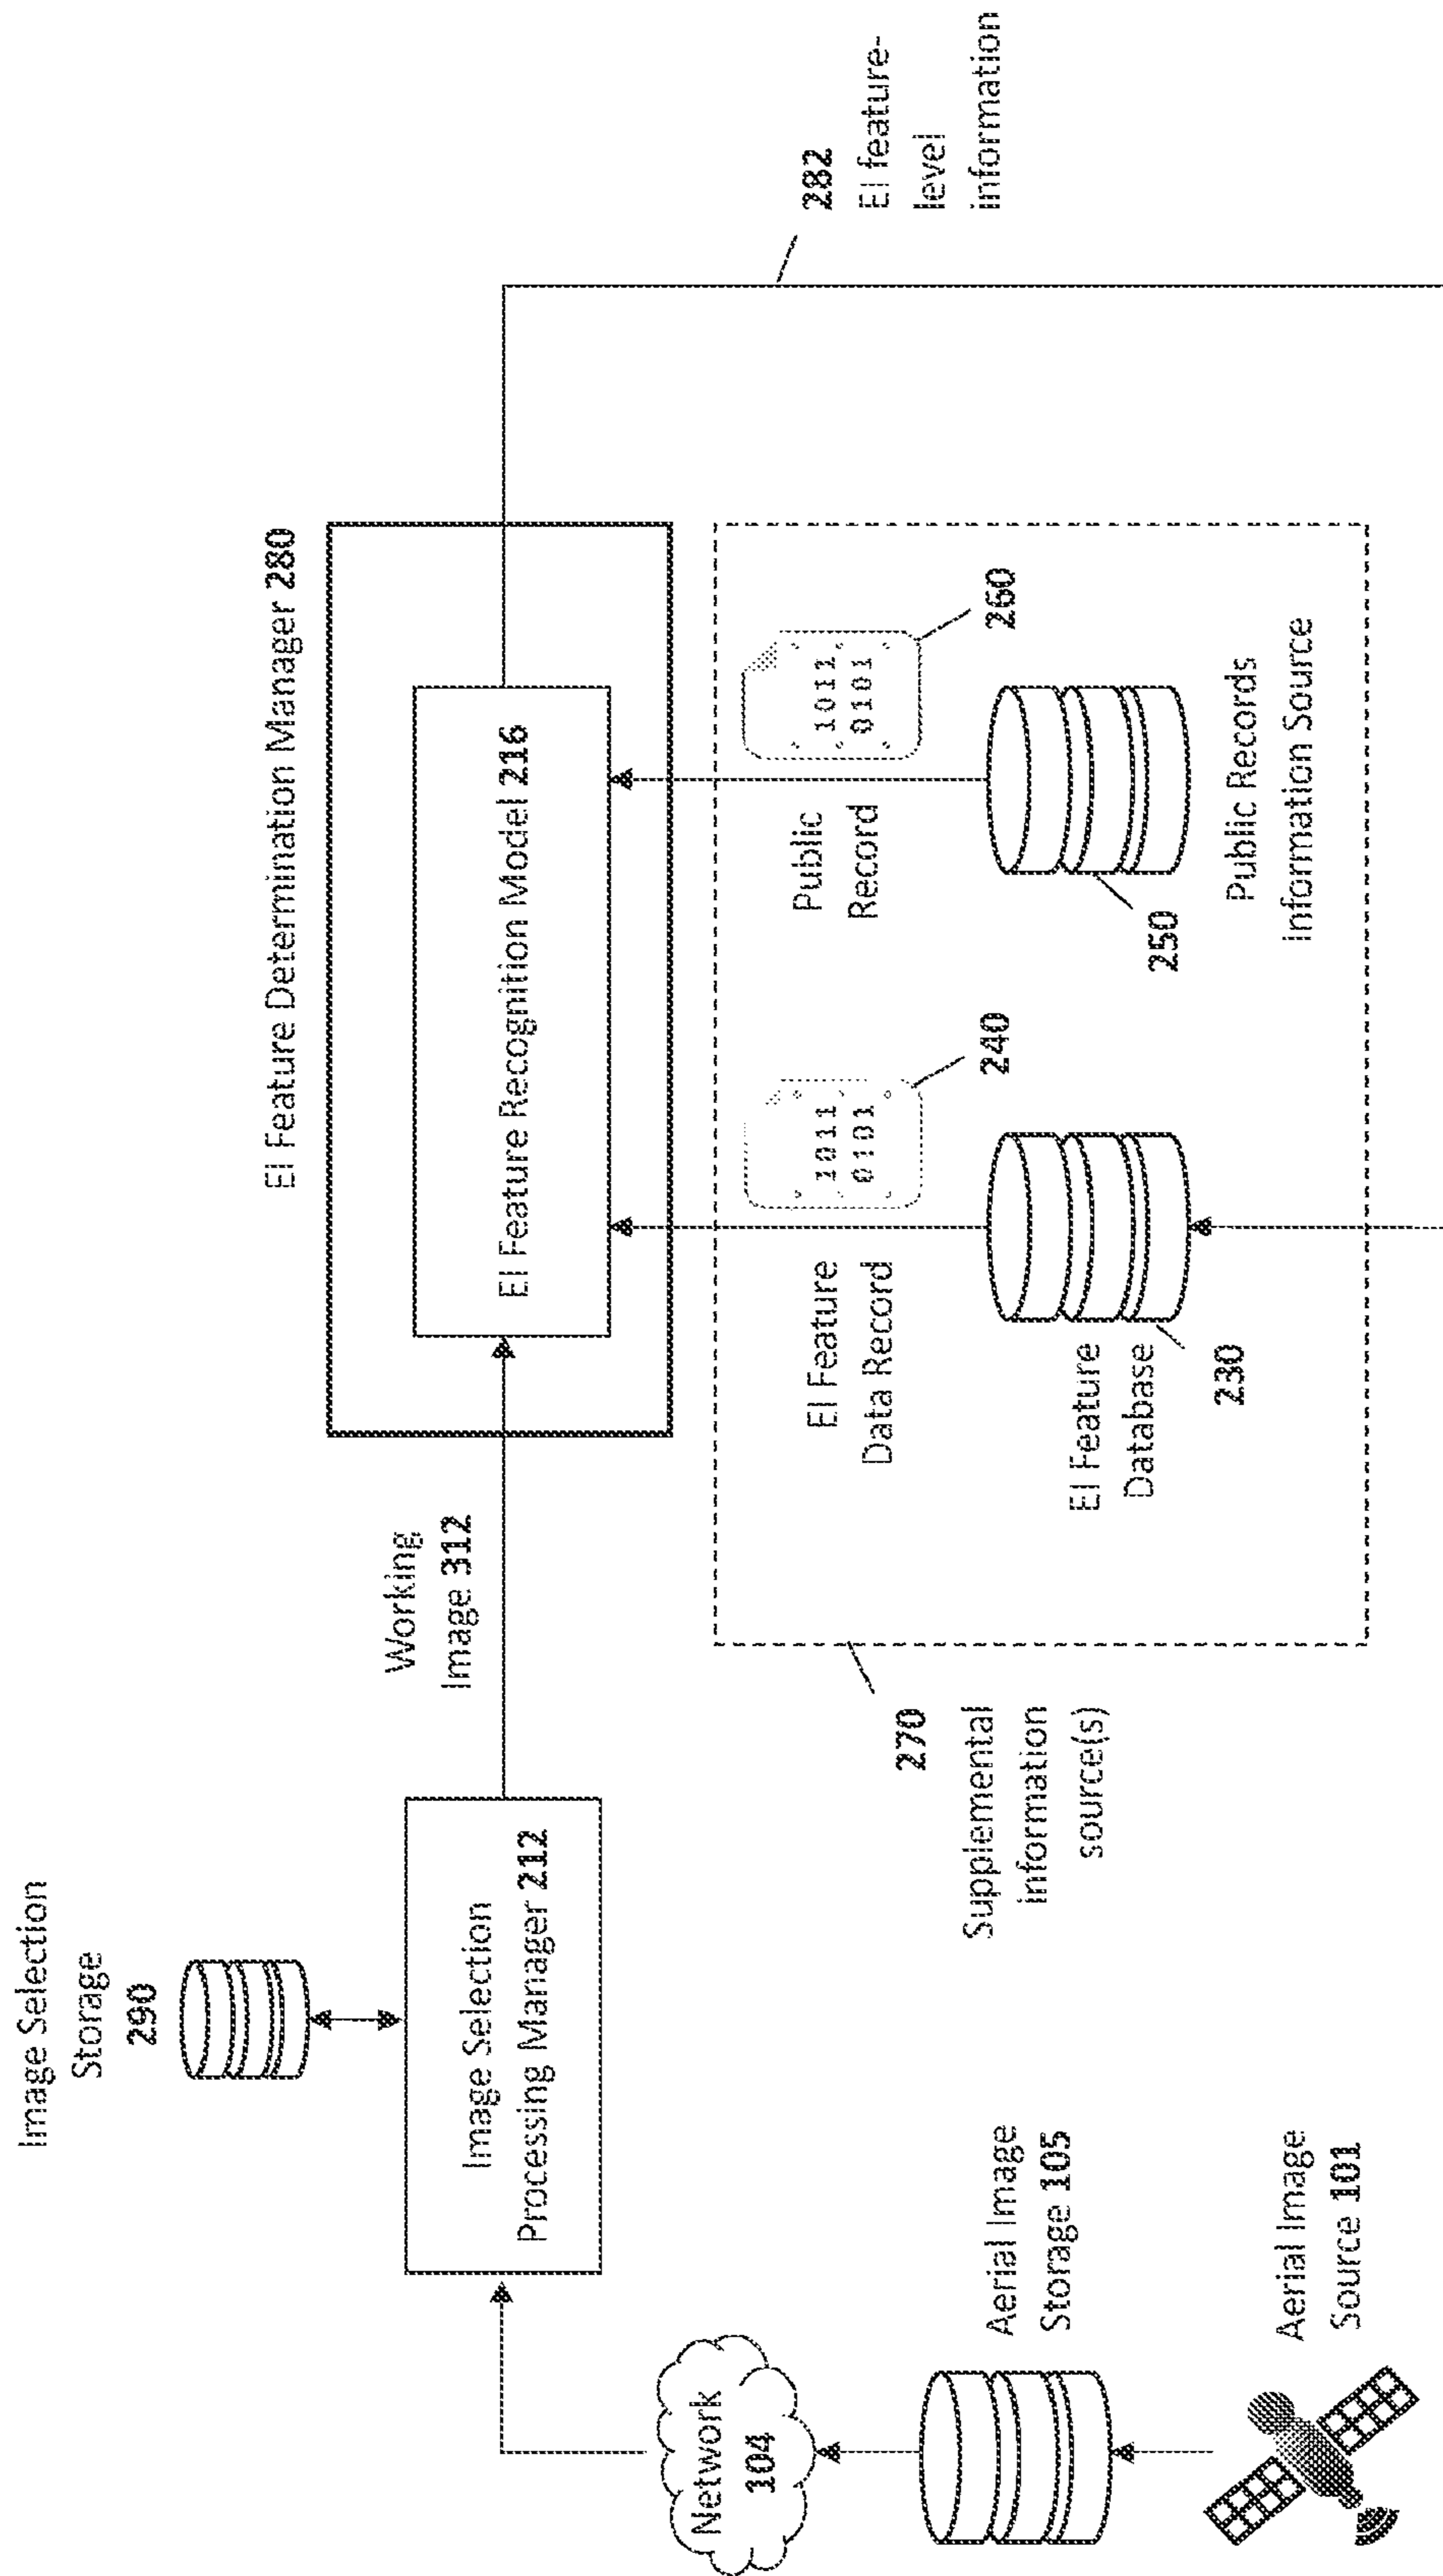 Image Selection
Storage
290
Image Selection
Processing Manager 212
Network
104
Aerial Image
Storage 105
Aerial Image
Source 101
Working
Image 312
EI Feature Determination Manager 280
EI Feature Recognition Model 216
270
Supplemental
information
source(s)
EI Feature
Data Record
1011
0101
240
EI Feature
Database
230
Public
Record
1011
0101
260
250
Public Records
Information Source
282
EI feature-
level
information